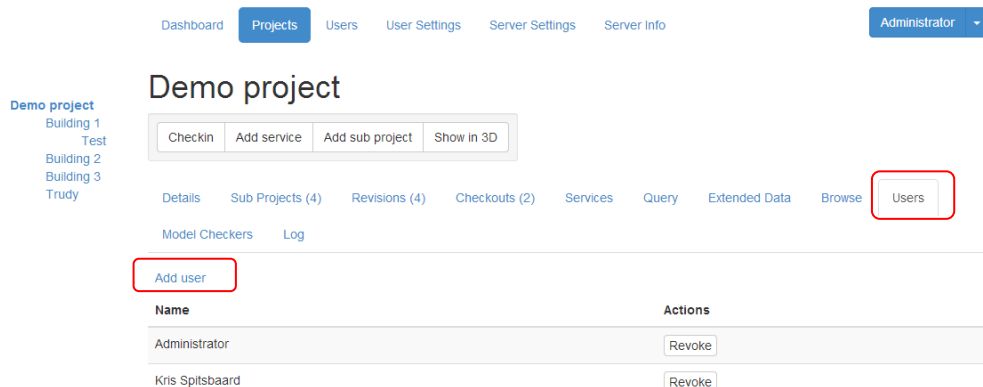 Dashboard Projects Users User Settings Server Settings Server Info Administrator
Demo project
Demo project
Building 1
Test
Building 2
Building 3
Trudy
Checkin Add service Add sub project Show in 3D
Details Sub Projects (4) Revisions (4) Checkouts (2) Services Query Extended Data Browse Users
Model Checkers Log
Add user
Name Actions
Administrator Revoke
Kris Spitsbaard Revoke